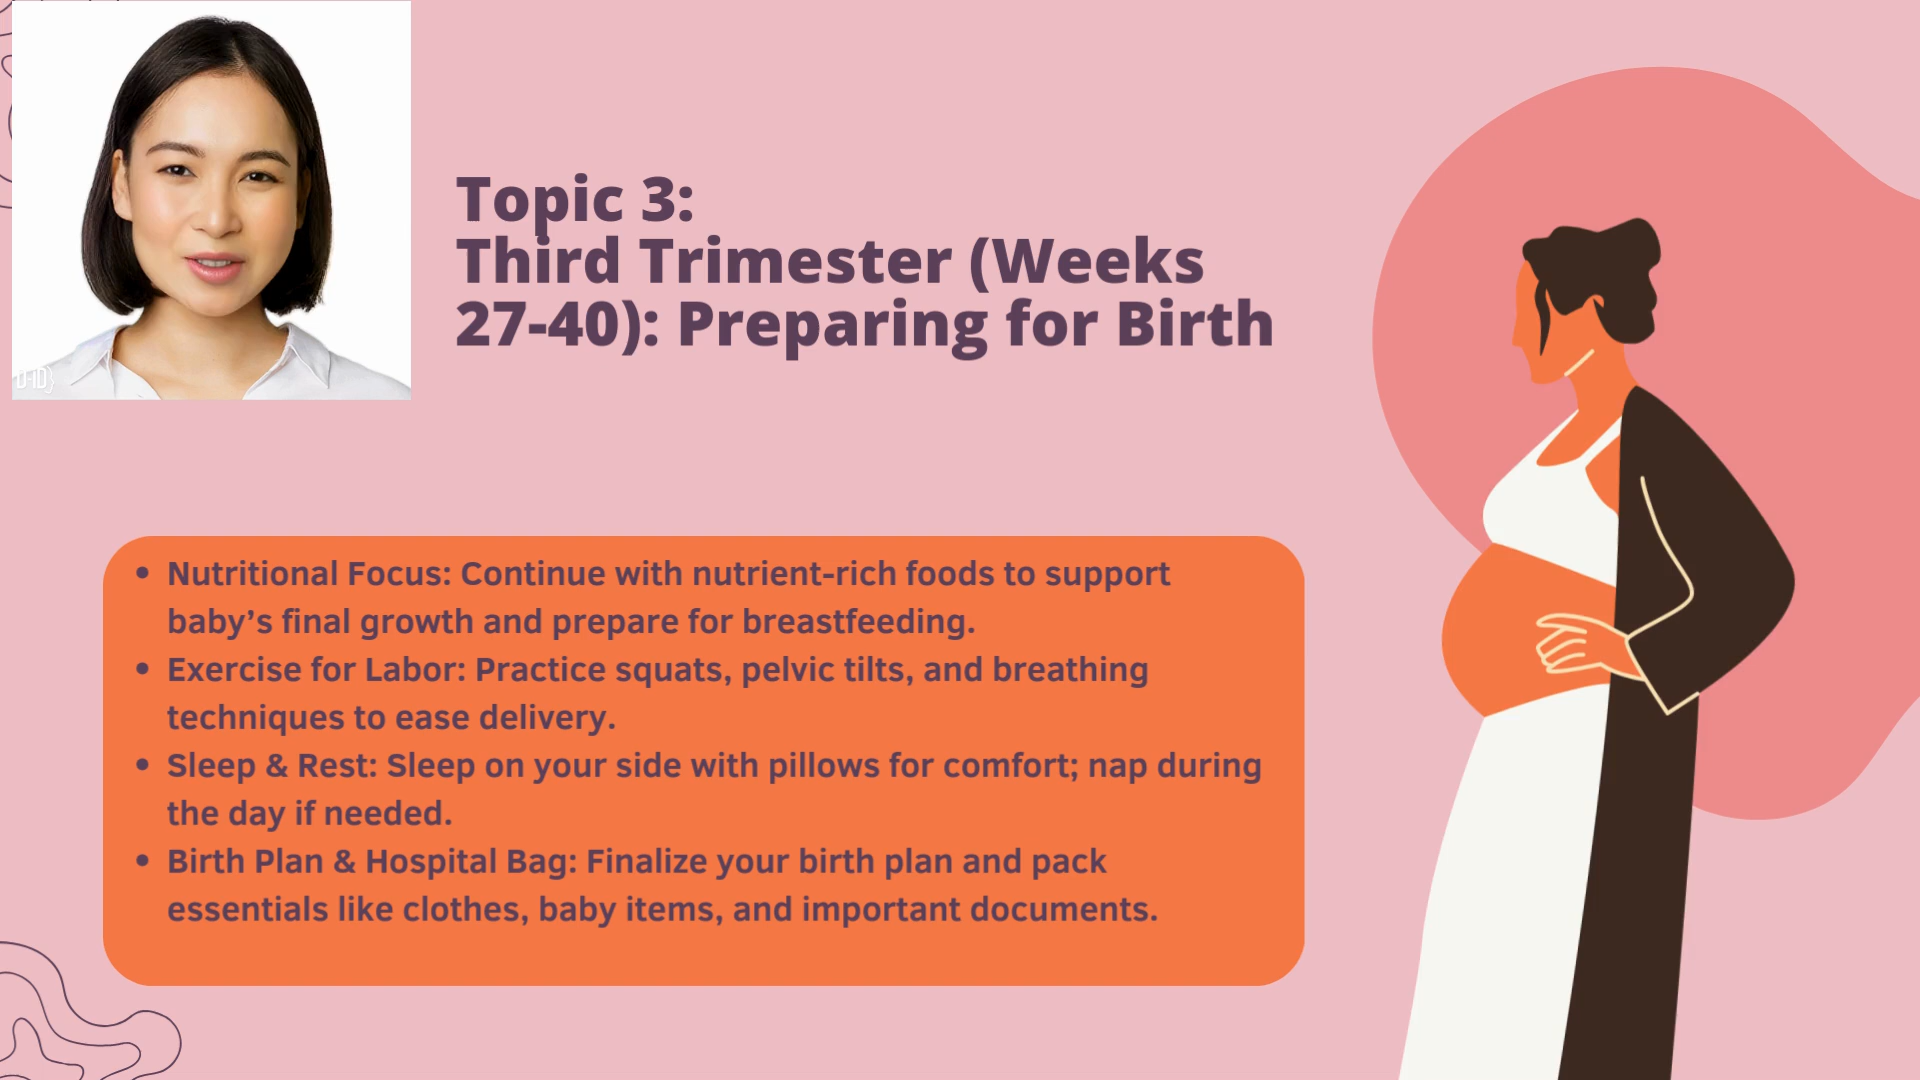 D-ID
Topic 3:
Third Trimester (Weeks
27-40): Preparing for Birth
• Nutritional Focus: Continue with nutrient-rich foods to support
baby’s final growth and prepare for breastfeeding.
• Exercise for Labor: Practice squats, pelvic tilts, and breathing
techniques to ease delivery.
• Sleep & Rest: Sleep on your side with pillows for comfort; nap during
the day if needed.
• Birth Plan & Hospital Bag: Finalize your birth plan and pack
essentials like clothes, baby items, and important documents.